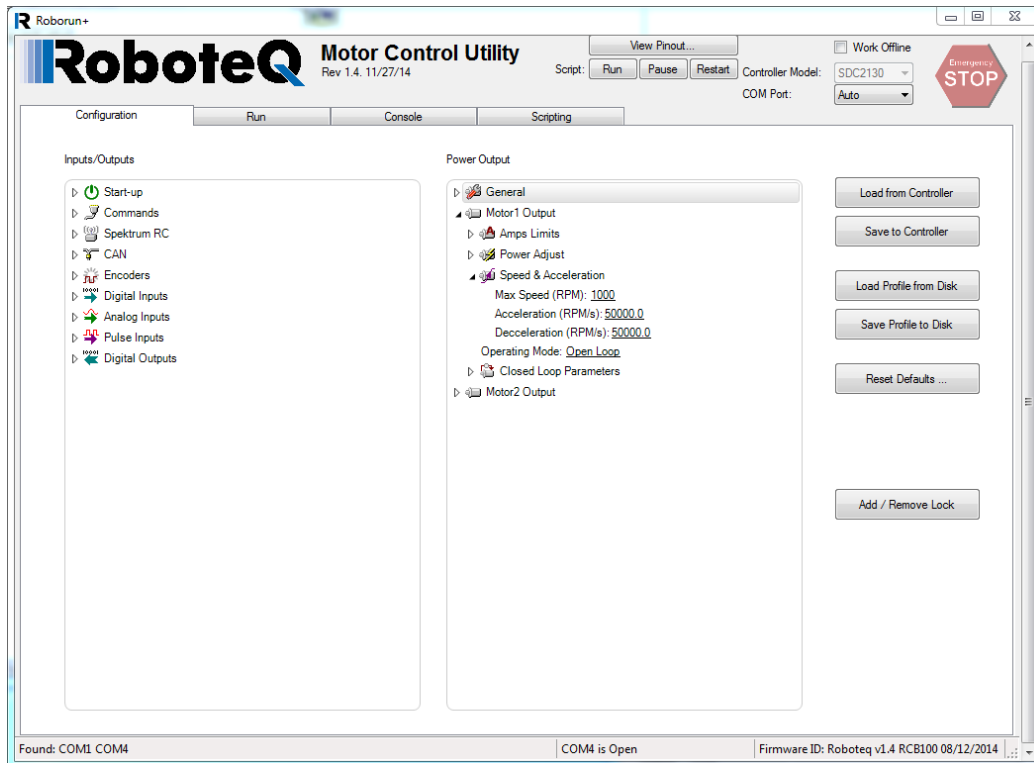 Roborun+
RoboteQ
Motor Control Utility
Rev 1.4. 11/27/14
View Pinout...
Script: Run Pause Restart
Work Offline
Controller Model: SDC2130
COM Port: Auto
Emergency
STOP
Configuration Run Console Scripting
Inputs/Outputs
Start-up
Commands
Spektrum RC
CAN
Encoders
Digital Inputs
Analog Inputs
Pulse Inputs
Digital Outputs
Power Output
General
Motor1 Output
Amps Limits
Power Adjust
Speed & Acceleration
Max Speed (RPM): 1000
Acceleration (RPM/s): 50000.0
Decceleration (RPM/s): 50000.0
Operating Mode: Open Loop
Closed Loop Parameters
Motor2 Output
Load from Controller
Save to Controller
Load Profile from Disk
Save Profile to Disk
Reset Defaults ...
Add / Remove Lock
Found: COM1 COM4
COM4 is Open
Firmware ID: Roboteq v1.4 RCB100 08/12/2014